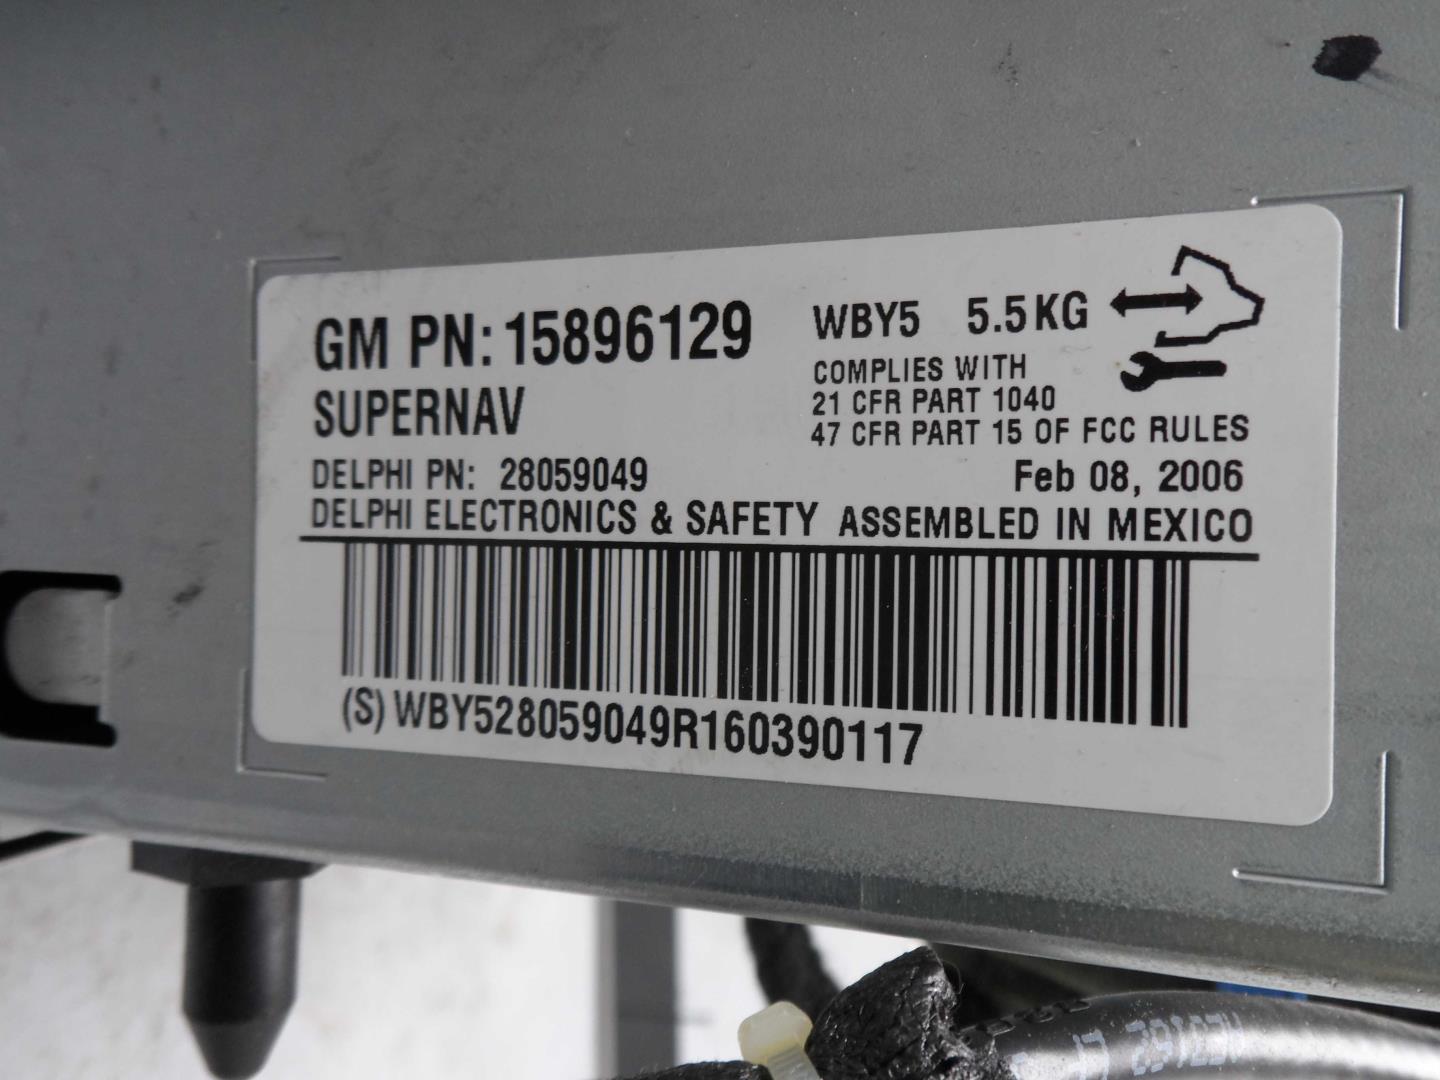 GM PN: 15896129
SUPERNAV
DELPHI PN: 28059049
WBY5 5.5KG
COMPLIES WITH
21 CFR PART 1040
47 CFR PART 15 OF FCC RULES
Feb 08, 2006
DELPHI ELECTRONICS & SAFETY ASSEMBLED IN MEXICO
(S) WBY528059049R160390117